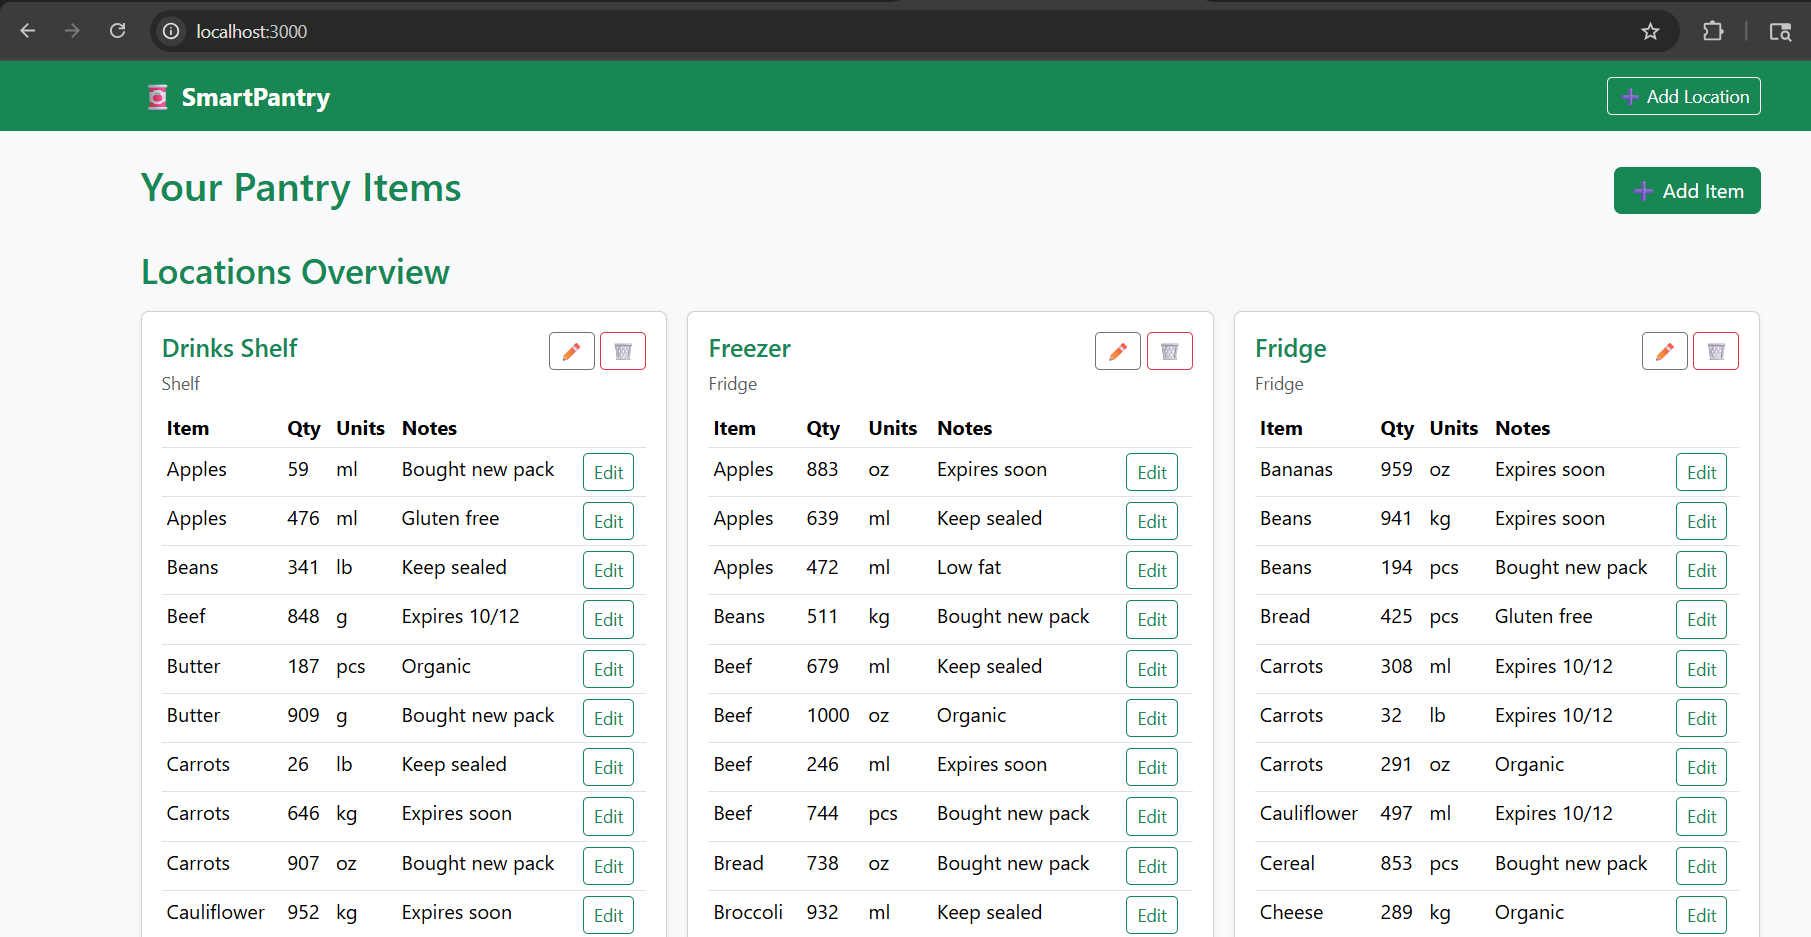 localhost:3000
SmartPantry
Add Location
Your Pantry Items
Add Item
Locations Overview
Drinks Shelf
Shelf
Item Qty Units Notes
Apples 59 ml Bought new pack Edit
Apples 476 ml Gluten free Edit
Beans 341 lb Keep sealed Edit
Beef 848 g Expires 10/12 Edit
Butter 187 pcs Organic Edit
Butter 909 g Bought new pack Edit
Carrots 26 lb Keep sealed Edit
Carrots 646 kg Expires soon Edit
Carrots 907 oz Bought new pack Edit
Cauliflower 952 kg Expires soon Edit
Freezer
Fridge
Item Qty Units Notes
Apples 883 oz Expires soon Edit
Apples 639 ml Keep sealed Edit
Apples 472 ml Low fat Edit
Beans 511 kg Bought new pack Edit
Beef 679 ml Keep sealed Edit
Beef 1000 oz Organic Edit
Beef 246 ml Expires soon Edit
Beef 744 pcs Bought new pack Edit
Bread 738 oz Bought new pack Edit
Broccoli 932 ml Keep sealed Edit
Fridge
Fridge
Item Qty Units Notes
Bananas 959 oz Expires soon Edit
Beans 941 kg Expires soon Edit
Beans 194 pcs Bought new pack Edit
Bread 425 pcs Gluten free Edit
Carrots 308 ml Expires 10/12 Edit
Carrots 32 lb Expires 10/12 Edit
Carrots 291 oz Organic Edit
Cauliflower 497 ml Expires 10/12 Edit
Cereal 853 pcs Bought new pack Edit
Cheese 289 kg Organic Edit